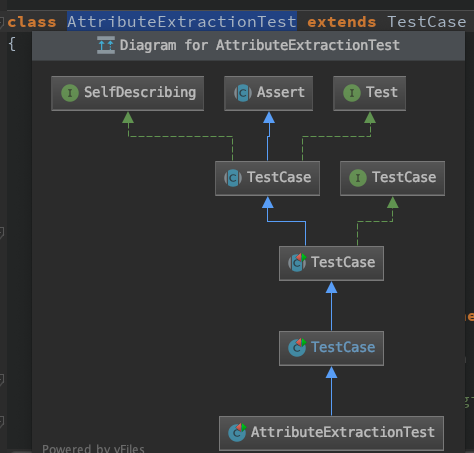 class AttributeExtractionTest extends TestCase
{
Diagram for AttributeExtractionTest
I SelfDescribing
C Assert
I Test
C TestCase
I TestCase
C TestCase
C TestCase
C AttributeExtractionTest
Powered by yFiles